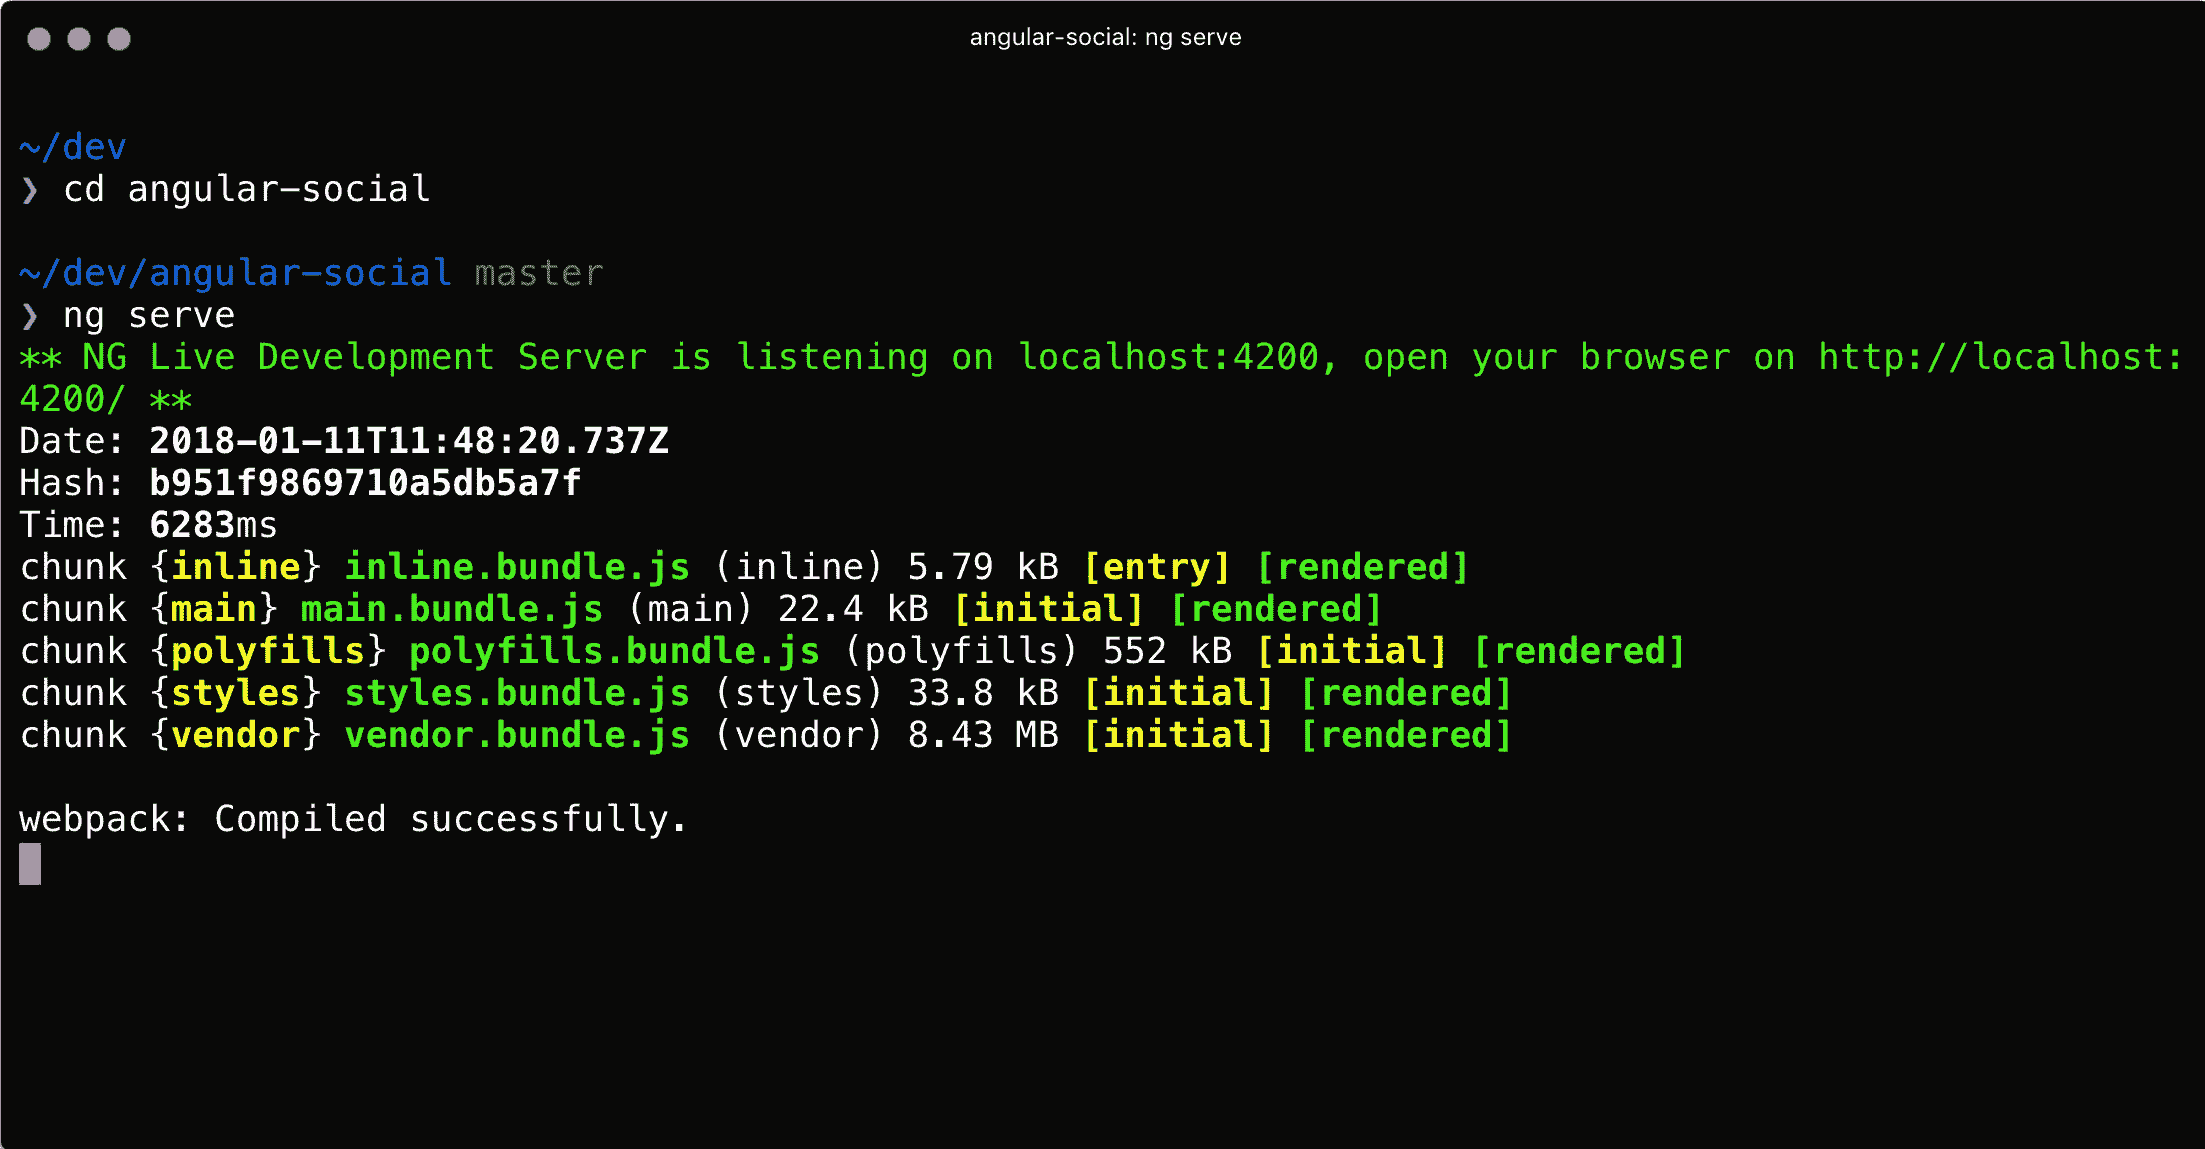 angular-social: ng serve
~/dev
❯ cd angular-social
~/dev/angular-social master
❯ ng serve
** NG Live Development Server is listening on localhost:4200, open your browser on http://localhost:
4200/ **
Date: 2018-01-11T11:48:20.737Z
Hash: b951f9869710a5db5a7f
Time: 6283ms
chunk {inline} inline.bundle.js (inline) 5.79 kB [entry] [rendered]
chunk {main} main.bundle.js (main) 22.4 kB [initial] [rendered]
chunk {polyfills} polyfills.bundle.js (polyfills) 552 kB [initial] [rendered]
chunk {styles} styles.bundle.js (styles) 33.8 kB [initial] [rendered]
chunk {vendor} vendor.bundle.js (vendor) 8.43 MB [initial] [rendered]
webpack: Compiled successfully.